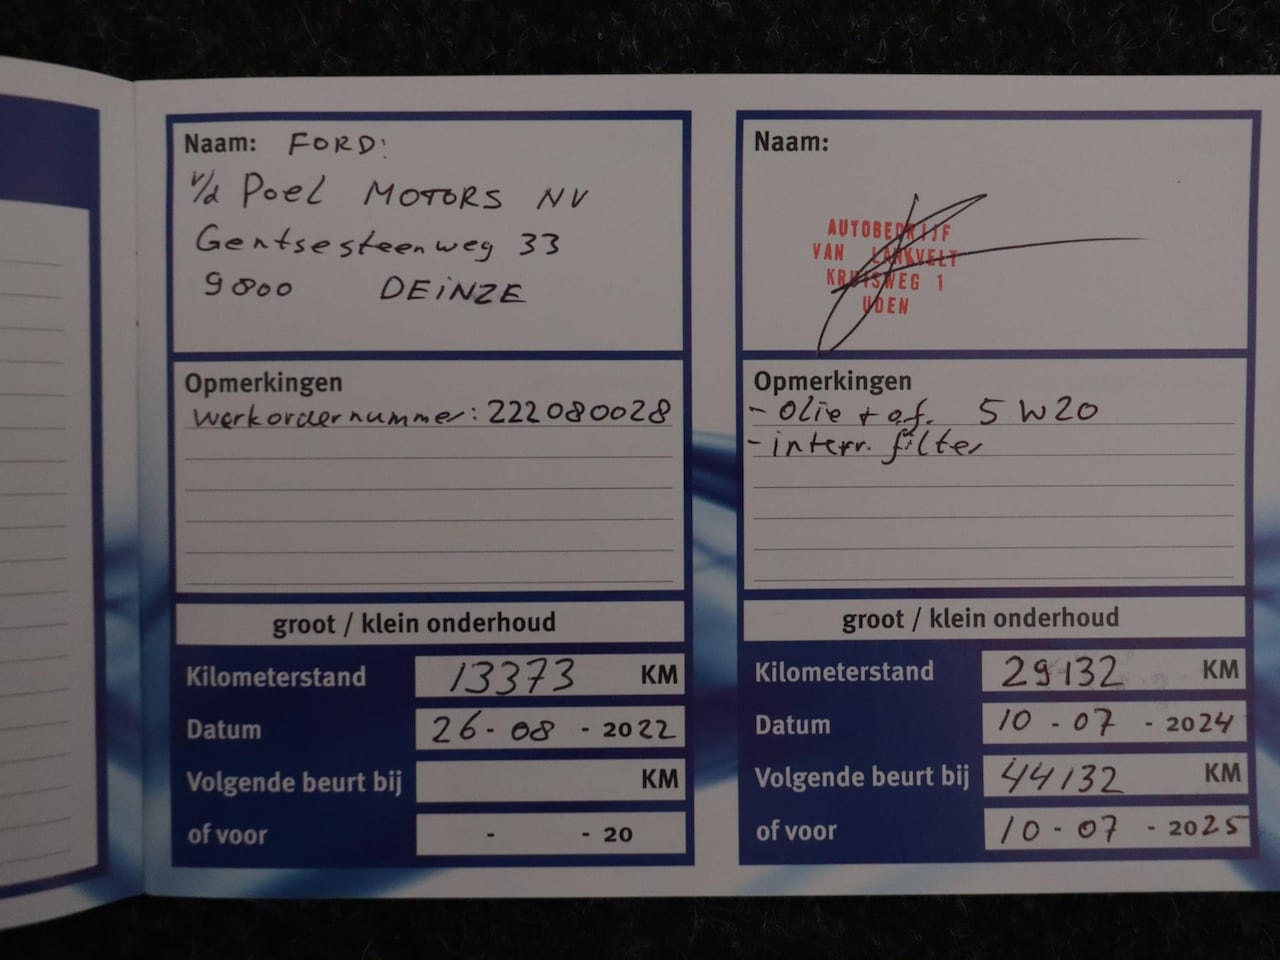 Naam: FORD:
v/d Poel MOTORS NV
Gentsesteenweg 33
9800 DEiNZE
Opmerkingen
Werkordernummer: 222080028
groot / klein onderhoud
Kilometerstand 13373 KM
Datum 26-08 - 2022
Volgende beurt bij KM
of voor - - 20
Naam:
AUTOBEDRIJF
VAN LANKVELT
KRUISWEG 1
UDEN
Opmerkingen
- Olie + o.f. 5W20
- interr. filter
groot / klein onderhoud
Kilometerstand 29132 KM
Datum 10 - 07 - 2024
Volgende beurt bij 44132 KM
of voor 10 - 07 - 2025